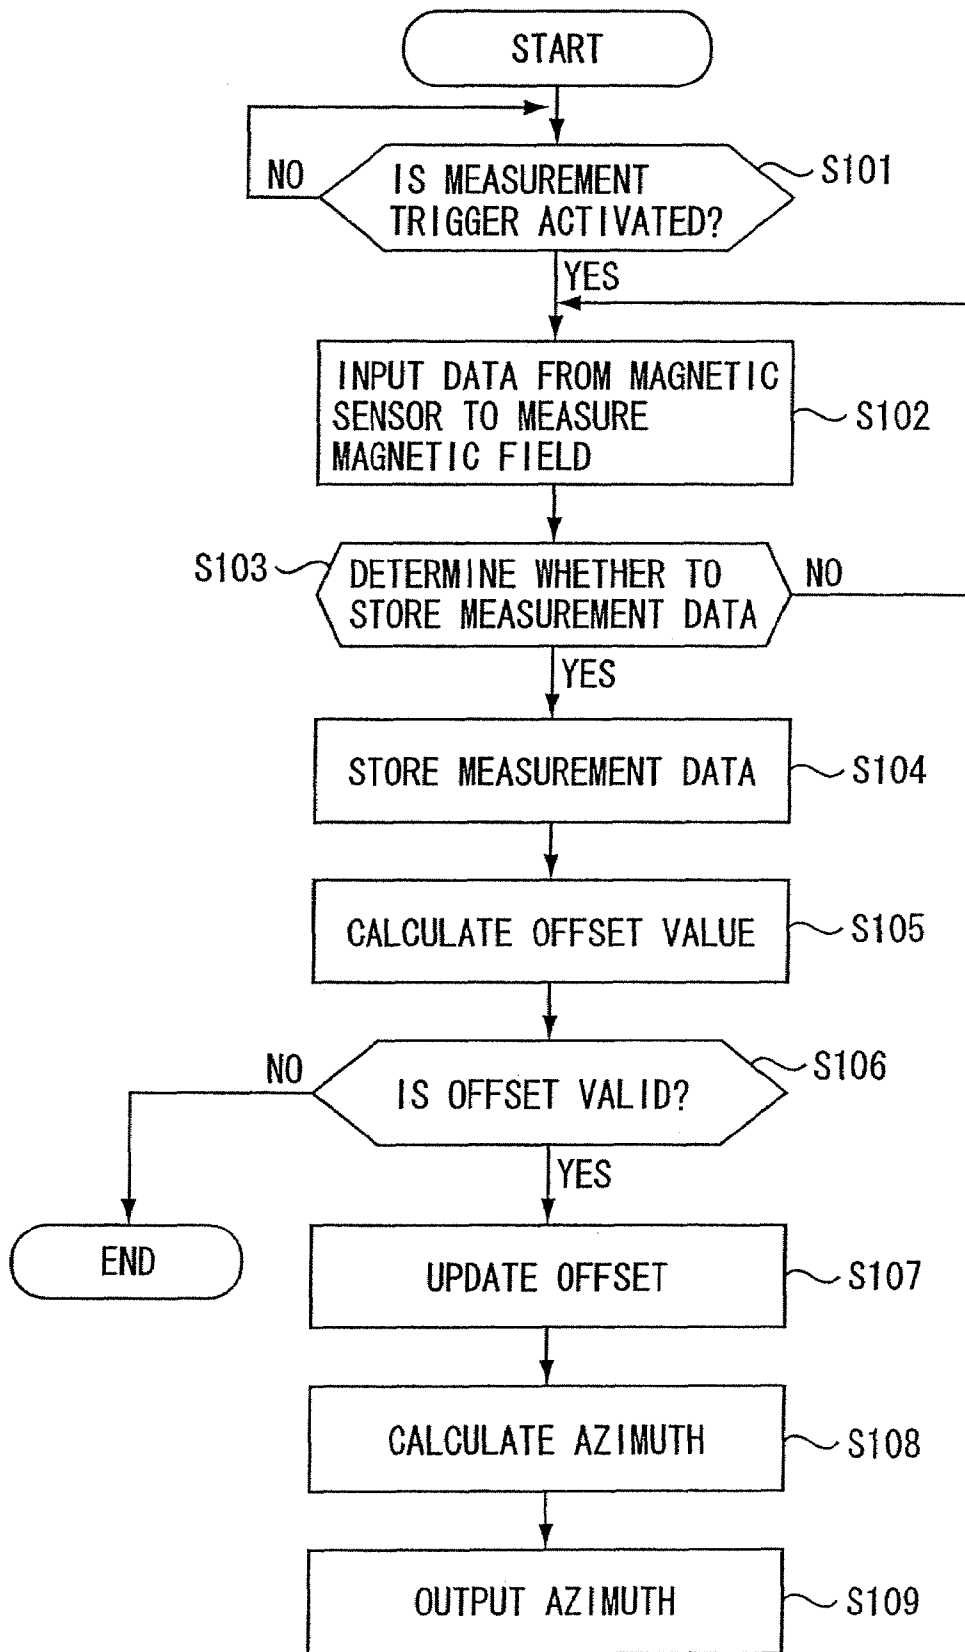 START
NO
IS MEASUREMENT
TRIGGER ACTIVATED?
S101
YES
INPUT DATA FROM MAGNETIC
SENSOR TO MEASURE
MAGNETIC FIELD
S102
S103
DETERMINE WHETHER TO
STORE MEASUREMENT DATA
NO
YES
STORE MEASUREMENT DATA
S104
CALCULATE OFFSET VALUE
S105
NO
IS OFFSET VALID?
S106
YES
END
UPDATE OFFSET
S107
CALCULATE AZIMUTH
S108
OUTPUT AZIMUTH
S109